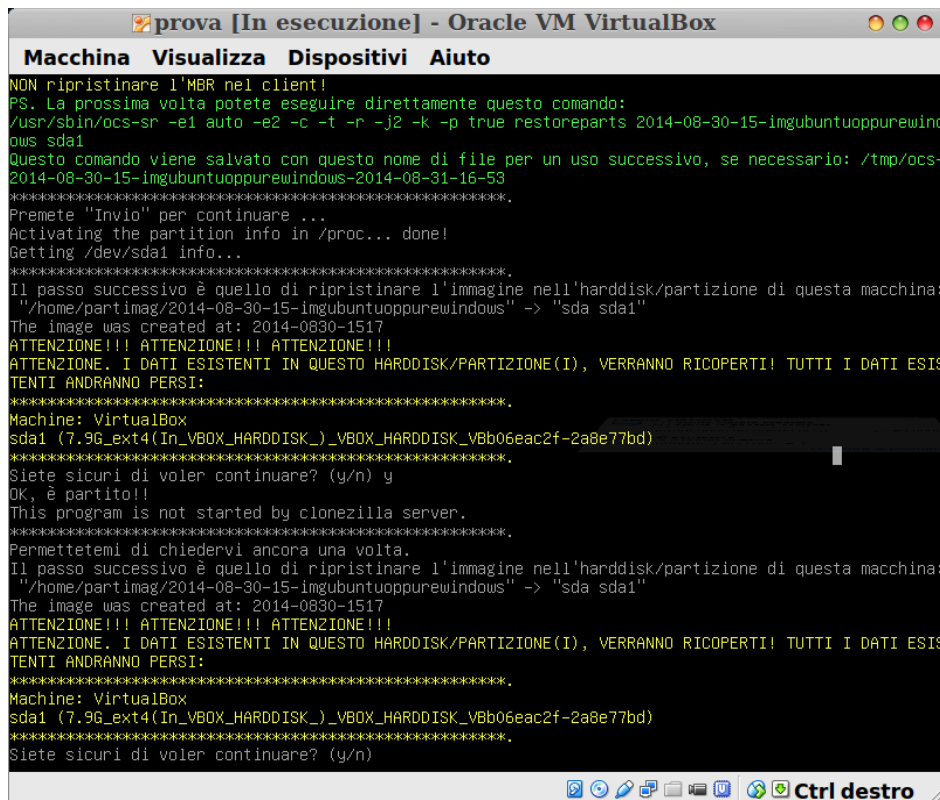 prova [In esecuzione] - Oracle VM VirtualBox
Macchina Visualizza Dispositivi Aiuto
NON ripristinare l'MBR nel client!
PS. La prossima volta potete eseguire direttamente questo comando:
/usr/sbin/ocs-sr -e1 auto -e2 -c -t -r -j2 -k -p true restoreparts 2014-08-30-15-imgubuntuoppurewind
ows sda1
Questo comando viene salvato con questo nome di file per un uso successivo, se necessario: /tmp/ocs-
2014-08-30-15-imgubuntuoppurewindows-2014-08-31-16-53
*****************************************************.
Premete "Invio" per continuare ...
Activating the partition info in /proc... done!
Getting /dev/sda1 info...
*****************************************************.
Il passo successivo è quello di ripristinare l'immagine nell'harddisk/partizione di questa macchina:
"/home/partimag/2014-08-30-15-imgubuntuoppurewindows" -> "sda sda1"
The image was created at: 2014-0830-1517
ATTENZIONE!!! ATTENZIONE!!! ATTENZIONE!!!
ATTENZIONE. I DATI ESISTENTI IN QUESTO HARDDISK/PARTIZIONE(I), VERRANNO RICOPERTI! TUTTI I DATI ESIS
TENTI ANDRANNO PERSI:
*****************************************************.
Machine: VirtualBox
sda1 (7.9G_ext4(In_VBOX_HARDDISK_)_VBOX_HARDDISK_VBb06eac2f-2a8e77bd)
*****************************************************.
Siete sicuri di voler continuare? (y/n) y
OK, è partito!!
This program is not started by clonezilla server.
*****************************************************.
Permettetemi di chiedervi ancora una volta.
Il passo successivo è quello di ripristinare l'immagine nell'harddisk/partizione di questa macchina:
"/home/partimag/2014-08-30-15-imgubuntuoppurewindows" -> "sda sda1"
The image was created at: 2014-0830-1517
ATTENZIONE!!! ATTENZIONE!!! ATTENZIONE!!!
ATTENZIONE. I DATI ESISTENTI IN QUESTO HARDDISK/PARTIZIONE(I), VERRANNO RICOPERTI! TUTTI I DATI ESIS
TENTI ANDRANNO PERSI:
*****************************************************.
Machine: VirtualBox
sda1 (7.9G_ext4(In_VBOX_HARDDISK_)_VBOX_HARDDISK_VBb06eac2f-2a8e77bd)
*****************************************************.
Siete sicuri di voler continuare? (y/n)
Ctrl destro